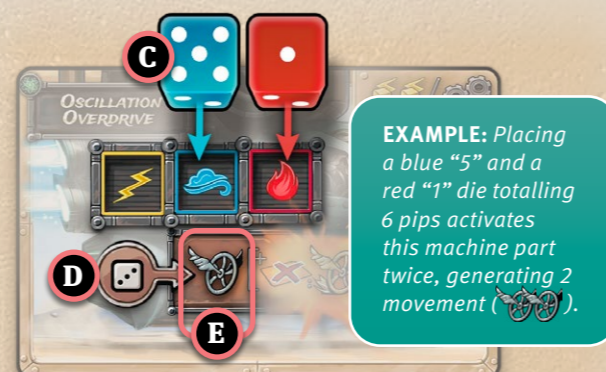 C
OSCILLATION
OVERDRIVE
EXAMPLE: Placing
a blue “5” and a
red “1” die totalling
6 pips activates
this machine part
twice, generating 2
movement ( ).
D
E